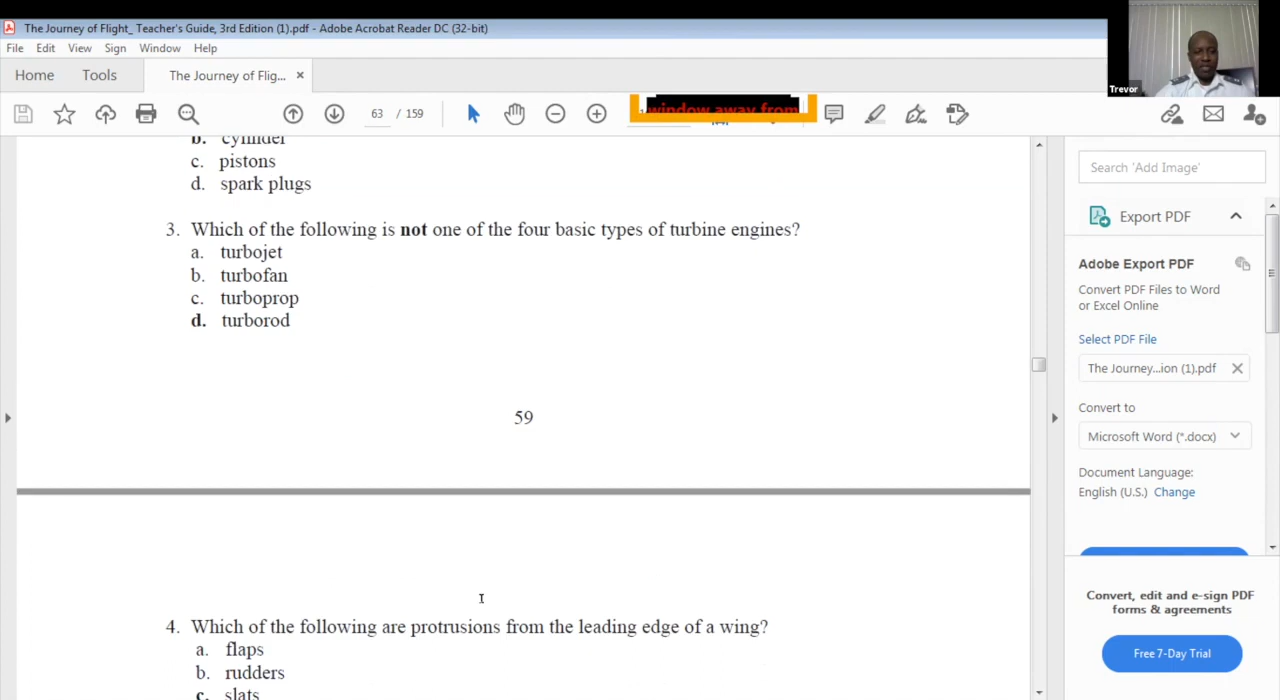 The Journey of Flight_ Teacher's Guide, 3rd Edition (1).pdf - Adobe Acrobat Reader DC (32-bit)
File Edit View Sign Window Help
Home Tools The Journey of Flig... ×
63 / 159
window away from
Trevor
b. cylinder
c. pistons
d. spark plugs
3. Which of the following is not one of the four basic types of turbine engines?
a. turbojet
b. turbofan
c. turboprop
d. turborod
59
4. Which of the following are protrusions from the leading edge of a wing?
a. flaps
b. rudders
c. slats
Search 'Add Image'
Export PDF
Adobe Export PDF
Convert PDF Files to Word
or Excel Online
Select PDF File
The Journey...ion (1).pdf
Convert to
Microsoft Word (*.docx)
Document Language:
English (U.S.) Change
Convert, edit and e-sign PDF
forms & agreements
Free 7-Day Trial